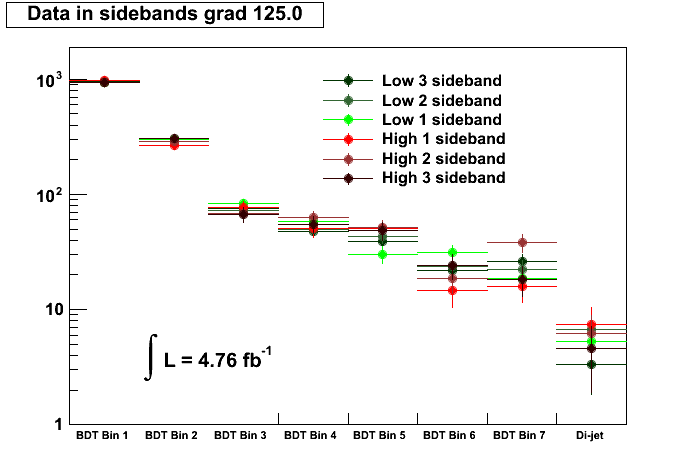 Data in sidebands grad 125.0
10³
10²
10
1
Low 3 sideband
Low 2 sideband
Low 1 sideband
High 1 sideband
High 2 sideband
High 3 sideband
∫ L = 4.76 fb⁻¹
BDT Bin 1 BDT Bin 2 BDT Bin 3 BDT Bin 4 BDT Bin 5 BDT Bin 6 BDT Bin 7 Di-jet